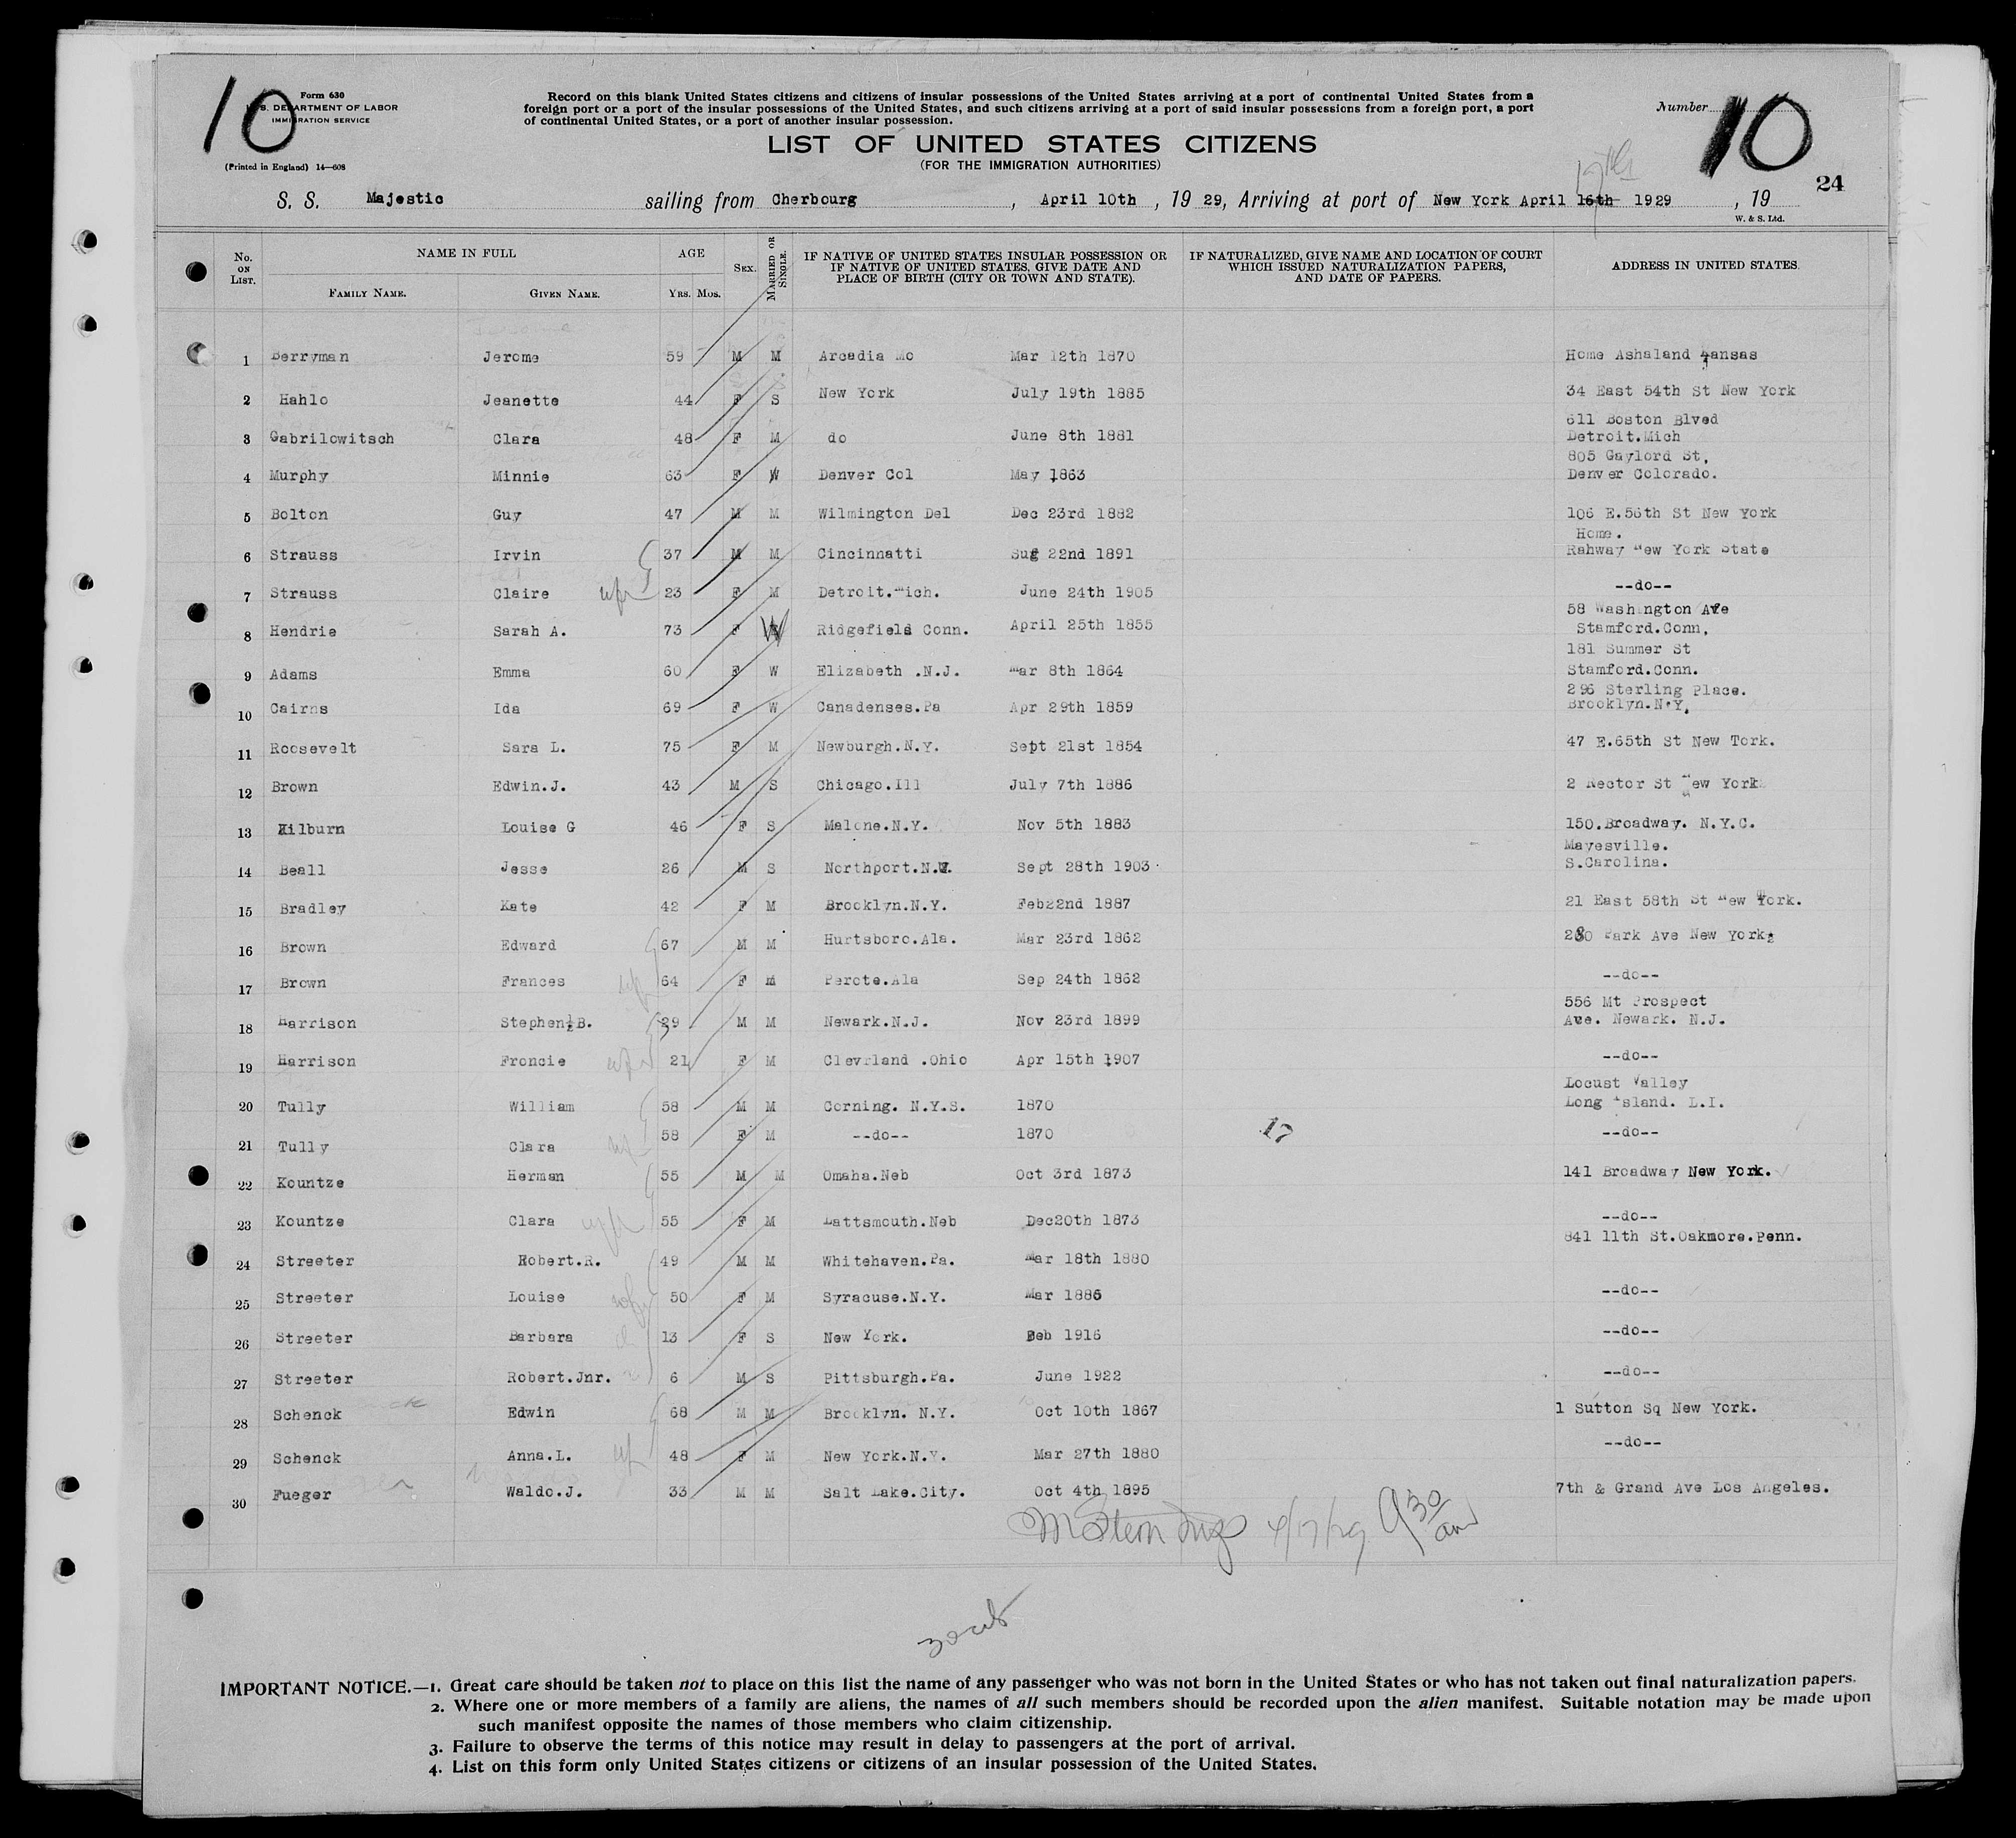 10
Form 630
U. S. DEPARTMENT OF LABOR
IMMIGRATION SERVICE
(Printed in England) 14—608
Record on this blank United States citizens and citizens of insular possessions of the United States arriving at a port of continental United States from a
foreign port or a port of the insular possessions of the United States, and such citizens arriving at a port of said insular possessions from a foreign port, a port
of continental United States, or a port of another insular possession.
LIST OF UNITED STATES CITIZENS
(FOR THE IMMIGRATION AUTHORITIES)
Number 10
17th
24
S. S. Majestic sailing from Cherbourg, April 10th, 19 29, Arriving at port of New York April 16th 1929, 19
W. & S. Ltd.
No. ON LIST. NAME IN FULL FAMILY NAME. GIVEN NAME. AGE YRS. MOS. SEX. MARRIED OR SINGLE. IF NATIVE OF UNITED STATES INSULAR POSSESSION OR IF NATIVE OF UNITED STATES, GIVE DATE AND PLACE OF BIRTH (CITY OR TOWN AND STATE). IF NATURALIZED, GIVE NAME AND LOCATION OF COURT WHICH ISSUED NATURALIZATION PAPERS, AND DATE OF PAPERS. ADDRESS IN UNITED STATES.
1 Berryman Jerome 59 M M Arcadia Mo Mar 12th 1870 Home Ashaland Kansas
2 Hahlo Jeanette 44 F S New York July 19th 1885 34 East 54th St New York
3 Gabrilowitsch Clara 48 F M do June 8th 1881 611 Boston Blved Detroit.Mich
4 Murphy Minnie 63 F W Denver Col May 1863 805 Gaylord St, Denver Colorado.
5 Bolton Guy 47 M M Wilmington Del Dec 23rd 1882 106 E.56th St New York
6 Strauss Irvin 37 M M Cincinnatti Sug 22nd 1891 Home. Rahway New York State
7 Strauss Claire wf 23 F M Detroit.Mich. June 24th 1905 --do--
8 Hendrie Sarah A. 73 F W Ridgefield Conn. April 25th 1855 58 Washington Ave Stamford.Conn,
9 Adams Emma 60 F W Elizabeth .N.J. Mar 8th 1864 181 Summer St Stamford.Conn.
10 Cairns Ida 69 F W Canadenses.Pa Apr 29th 1859 296 Sterling Place. Brooklyn.N.Y.
11 Roosevelt Sara L. 75 F M Newburgh.N.Y. Sept 21st 1854 47 E.65th St New Tork.
12 Brown Edwin.J. 43 M S Chicago.Ill July 7th 1886 2 Rector St New York
13 Kilburn Louise G 46 F S Malone.N.Y. Nov 5th 1883 150.Broadway. N.Y.C.
14 Beall Jesse 26 M S Northport.N. Sept 28th 1903 Mayesville. S.Carolina.
15 Bradley Kate 42 F M Brooklyn.N.Y. Feb22nd 1887 21 East 58th St New York.
16 Brown Edward 67 M M Hurtsboro.Ala. Mar 23rd 1862 280 Park Ave New York.
17 Brown Frances wf 64 F M Perote.Ala Sep 24th 1862 --do--
18 Harrison Stephen B. 29 M M Newark.N.J. Nov 23rd 1899 556 Mt Prospect Ave. Newark. N.J.
19 Harrison Froncie wf 21 F M Clevrland .Ohio Apr 15th 1907 --do--
20 Tully William 58 M M Corning. N.Y.S. 1870 Locust Valley Long Island. L.I.
21 Tully Clara wf 58 F M --do-- 1870 17 --do--
22 Kountze Herman 55 M M Omaha.Neb Oct 3rd 1873 141 Broadway New York.
23 Kountze Clara wf 55 F M Lattsmouth.Neb Dec20th 1873 --do--
24 Streeter Robert.R. 49 M M Whitehaven.Pa. Mar 18th 1880 841 11th St.Oakmore.Penn.
25 Streeter Louise wf 50 F M Syracuse.N.Y. Mar 1886 --do--
26 Streeter Barbara 13 F S New York. Feb 1916 --do--
27 Streeter Robert.Jnr. 6 M S Pittsburgh.Pa. June 1922 --do--
28 Schenck Edwin 68 M M Brooklyn. N.Y. Oct 10th 1867 1 Sutton Sq New York.
29 Schenck Anna.L. wf 48 F M New York.N.Y. Mar 27th 1880 --do--
30 Fueger Waldo.J. 33 M M Salt Lake.City. Oct 4th 1895 7th & Grand Ave Los Angeles.
4/17/29 9 30 am
IMPORTANT NOTICE.—1. Great care should be taken not to place on this list the name of any passenger who was not born in the United States or who has not taken out final naturalization papers.
2. Where one or more members of a family are aliens, the names of all such members should be recorded upon the alien manifest. Suitable notation may be made upon
such manifest opposite the names of those members who claim citizenship.
3. Failure to observe the terms of this notice may result in delay to passengers at the port of arrival.
4. List on this form only United States citizens or citizens of an insular possession of the United States.